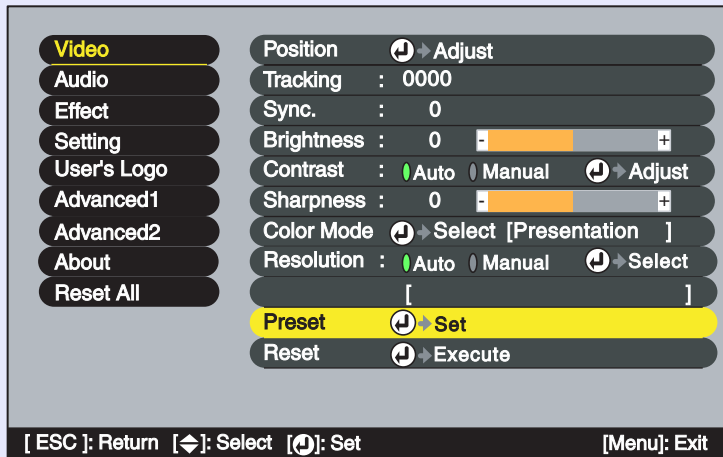 Video
Audio
Effect
Setting
User's Logo
Advanced1
Advanced2
About
Reset All
Position Adjust
Tracking : 0000
Sync. : 0
Brightness : 0 - +
Contrast : Auto Manual Adjust
Sharpness : 0 - +
Color Mode Select [Presentation ]
Resolution : Auto Manual Select
[ ]
Preset Set
Reset Execute
[ ESC ]: Return [ ]: Select [ ]: Set [Menu]: Exit